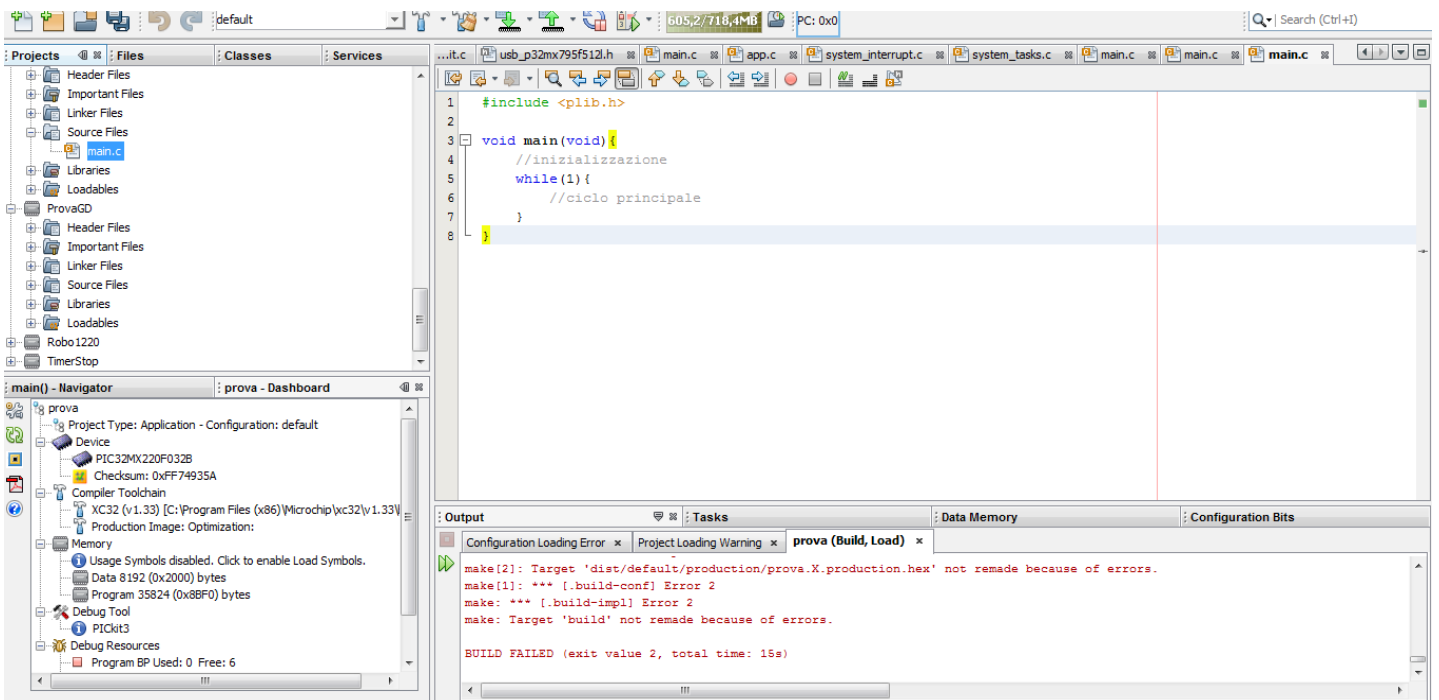 default
605,2/718,4MB
PC: 0x0
Search (Ctrl+I)
Projects
Files
Classes
Services
Header Files
Important Files
Linker Files
Source Files
main.c
Libraries
Loadables
ProvaGD
Header Files
Important Files
Linker Files
Source Files
Libraries
Loadables
Robo1220
TimerStop
...it.c usb_p32mx795f512l.h main.c app.c system_interrupt.c system_tasks.c main.c main.c main.c
1 #include <plib.h>
2
3 void main(void){
4 //inizializzazione
5 while(1){
6 //ciclo principale
7 }
8 }
main() - Navigator
prova - Dashboard
prova
Project Type: Application - Configuration: default
Device
PIC32MX220F032B
Checksum: 0xFF74935A
Compiler Toolchain
XC32 (v1.33) [C:\Program Files (x86)\Microchip\xc32\v1.33\
Production Image: Optimization:
Memory
Usage Symbols disabled. Click to enable Load Symbols.
Data 8192 (0x2000) bytes
Program 35824 (0x8BF0) bytes
Debug Tool
PICkit3
Debug Resources
Program BP Used: 0 Free: 6
Output
Tasks
Data Memory
Configuration Bits
Configuration Loading Error
Project Loading Warning
prova (Build, Load)
make[2]: Target 'dist/default/production/prova.X.production.hex' not remade because of errors.
make[1]: *** [.build-conf] Error 2
make: *** [.build-impl] Error 2
make: Target 'build' not remade because of errors.
BUILD FAILED (exit value 2, total time: 15s)